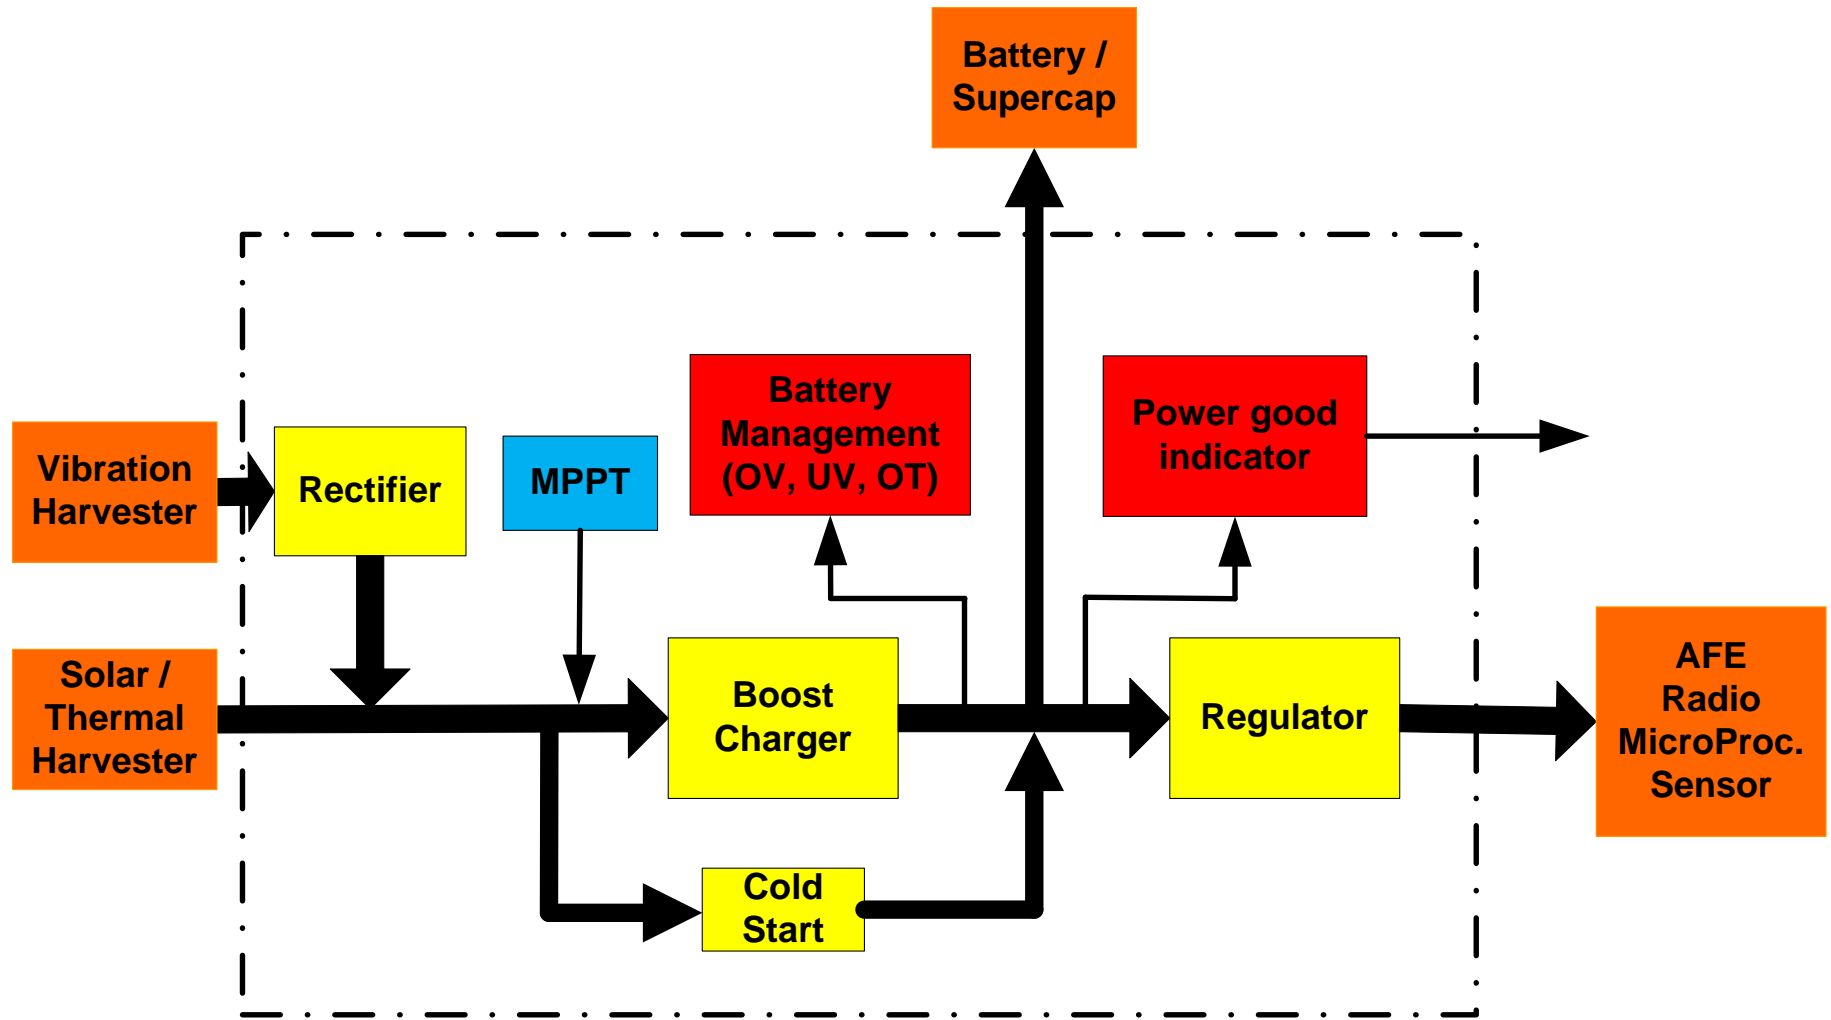 Battery /
Supercap
Battery
Management
(OV, UV, OT)
Power good
indicator
Vibration
Harvester
Rectifier
MPPT
Solar /
Thermal
Harvester
Boost
Charger
Regulator
AFE
Radio
MicroProc.
Sensor
Cold
Start